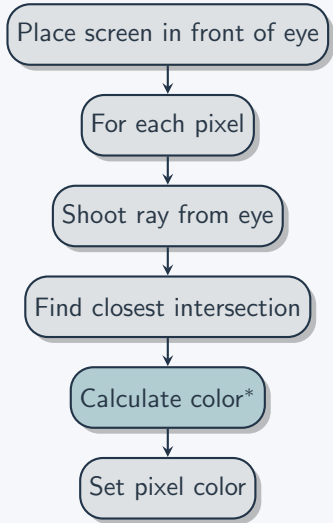 Place screen in front of eye
For each pixel
Shoot ray from eye
Find closest intersection
Calculate color*
Set pixel color